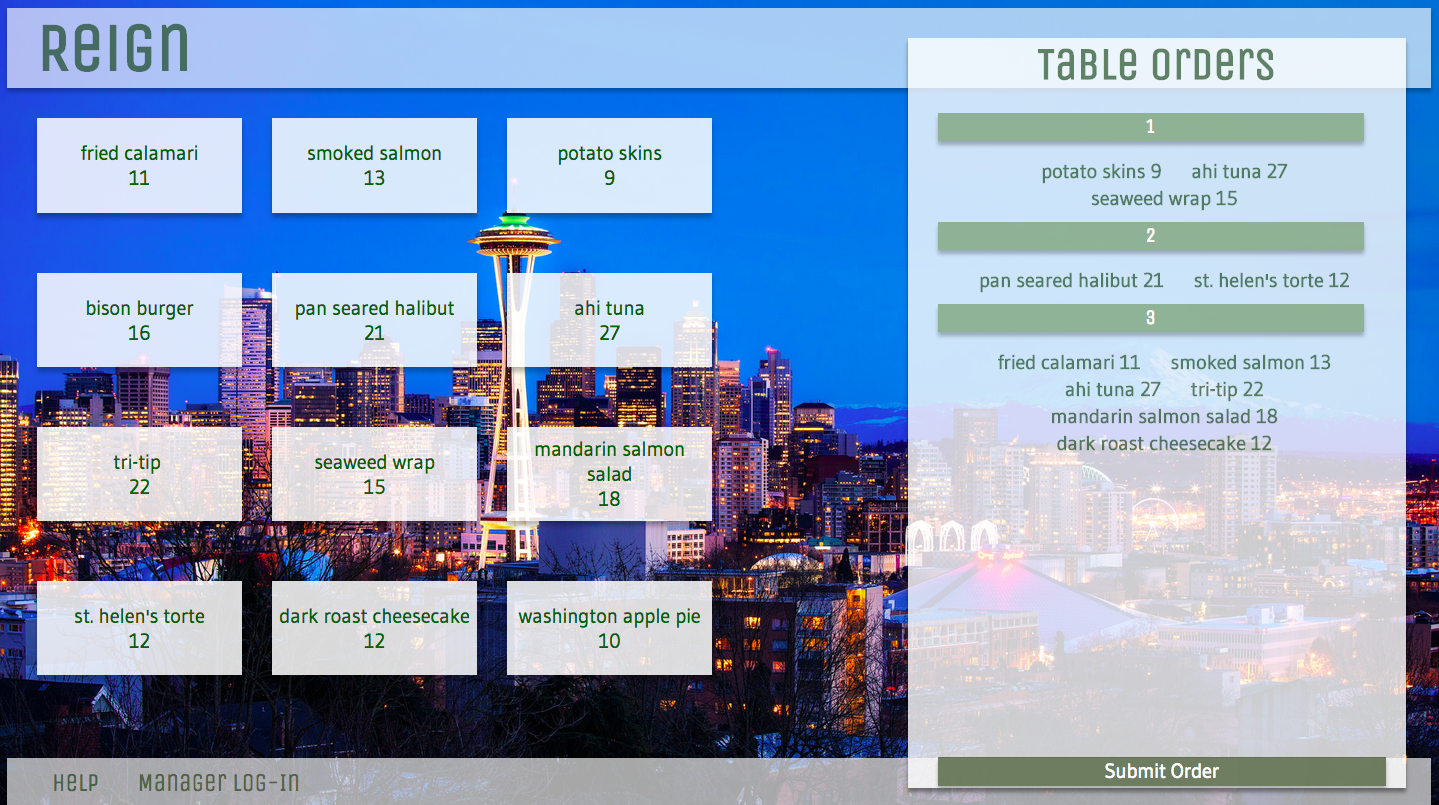 Reign
Table Orders
fried calamari
11
smoked salmon
13
potato skins
9
bison burger
16
pan seared halibut
21
ahi tuna
27
tri-tip
22
seaweed wrap
15
mandarin salmon
salad
18
st. helen's torte
12
dark roast cheesecake
12
washington apple pie
10
1
potato skins 9 ahi tuna 27
seaweed wrap 15
2
pan seared halibut 21 st. helen's torte 12
3
fried calamari 11 smoked salmon 13
ahi tuna 27 tri-tip 22
mandarin salmon salad 18
dark roast cheesecake 12
Submit Order
Help Manager Log-In